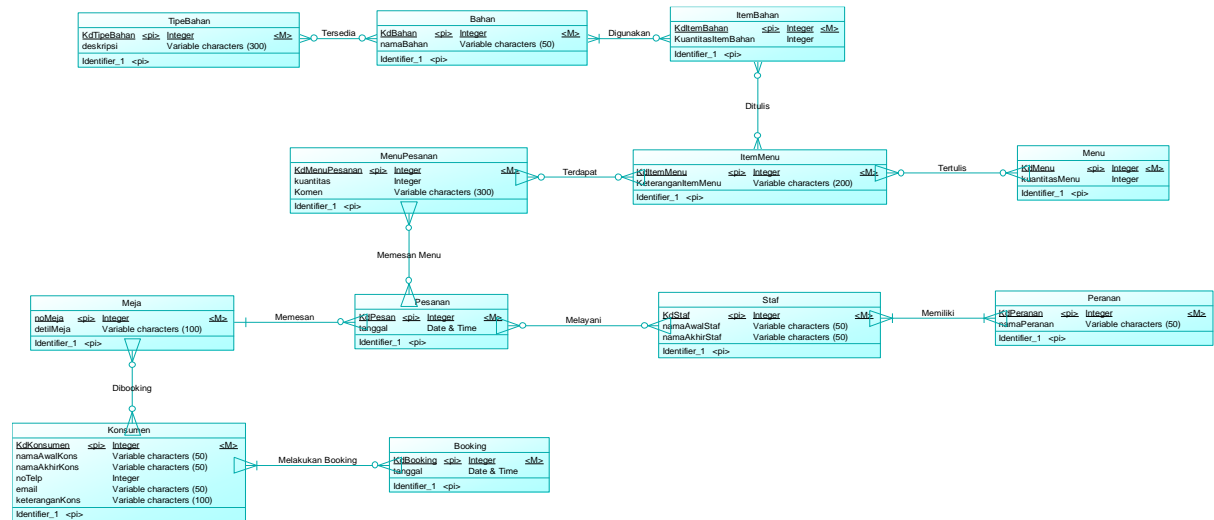 TipeBahan
KdTipeBahan <pi> Integer <M>
deskripsi Variable characters (300)
Identifier_1 <pi>
Tersedia
Bahan
KdBahan <pi> Integer <M>
namaBahan Variable characters (50)
Identifier_1 <pi>
Digunakan
ItemBahan
KdItemBahan <pi> Integer <M>
KuantitasItemBahan Integer
Identifier_1 <pi>
Ditulis
MenuPesanan
KdMenuPesanan <pi> Integer <M>
kuantitas Integer
Komen Variable characters (300)
Identifier_1 <pi>
Terdapat
ItemMenu
KdItemMenu <pi> Integer <M>
KeteranganItemMenu Variable characters (200)
Identifier_1 <pi>
Tertulis
Menu
KdMenu <pi> Integer <M>
kuantitasMenu Integer
Identifier_1 <pi>
Memesan Menu
Meja
noMeja <pi> Integer <M>
detilMeja Variable characters (100)
Identifier_1 <pi>
Memesan
Pesanan
KdPesan <pi> Integer <M>
tanggal Date & Time
Identifier_1 <pi>
Melayani
Staf
KdStaf <pi> Integer <M>
namaAwalStaf Variable characters (50)
namaAkhirStaf Variable characters (50)
Identifier_1 <pi>
Memiliki
Peranan
KdPeranan <pi> Integer <M>
namaPeranan Variable characters (50)
Identifier_1 <pi>
Dibooking
Konsumen
KdKonsumen <pi> Integer <M>
namaAwalKons Variable characters (50)
namaAkhirKons Variable characters (50)
noTelp Integer
email Variable characters (50)
keteranganKons Variable characters (100)
Identifier_1 <pi>
Melakukan Booking
Booking
KdBooking <pi> Integer <M>
tanggal Date & Time
Identifier_1 <pi>